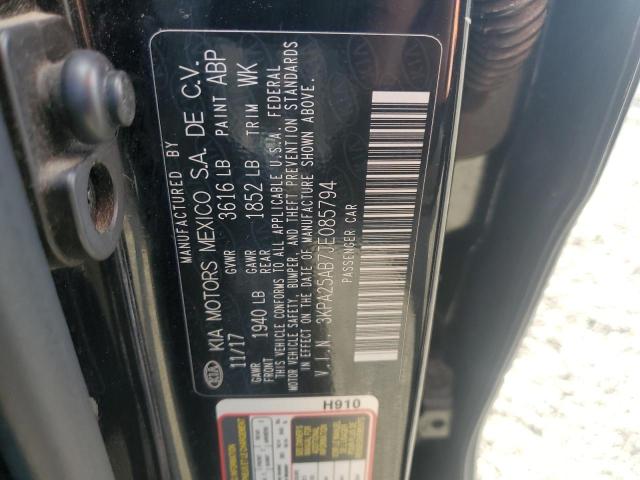 MANUFACTURED BY
KIA KIA MOTORS MEXICO S.A. DE C.V.
11/17 GVWR 3616 LB PAINT ABP
GAWR FRONT 1940 LB GAWR REAR 1852 LB TRIM WK
THIS VEHICLE CONFORMS TO ALL APPLICABLE U.S.A. FEDERAL
MOTOR VEHICLE SAFETY, BUMPER, AND THEFT PREVENTION STANDARDS
IN EFFECT ON THE DATE OF MANUFACTURE SHOWN ABOVE.
V.I.N. 3KPA25AB7JE085794
PASSENGER CAR
H910